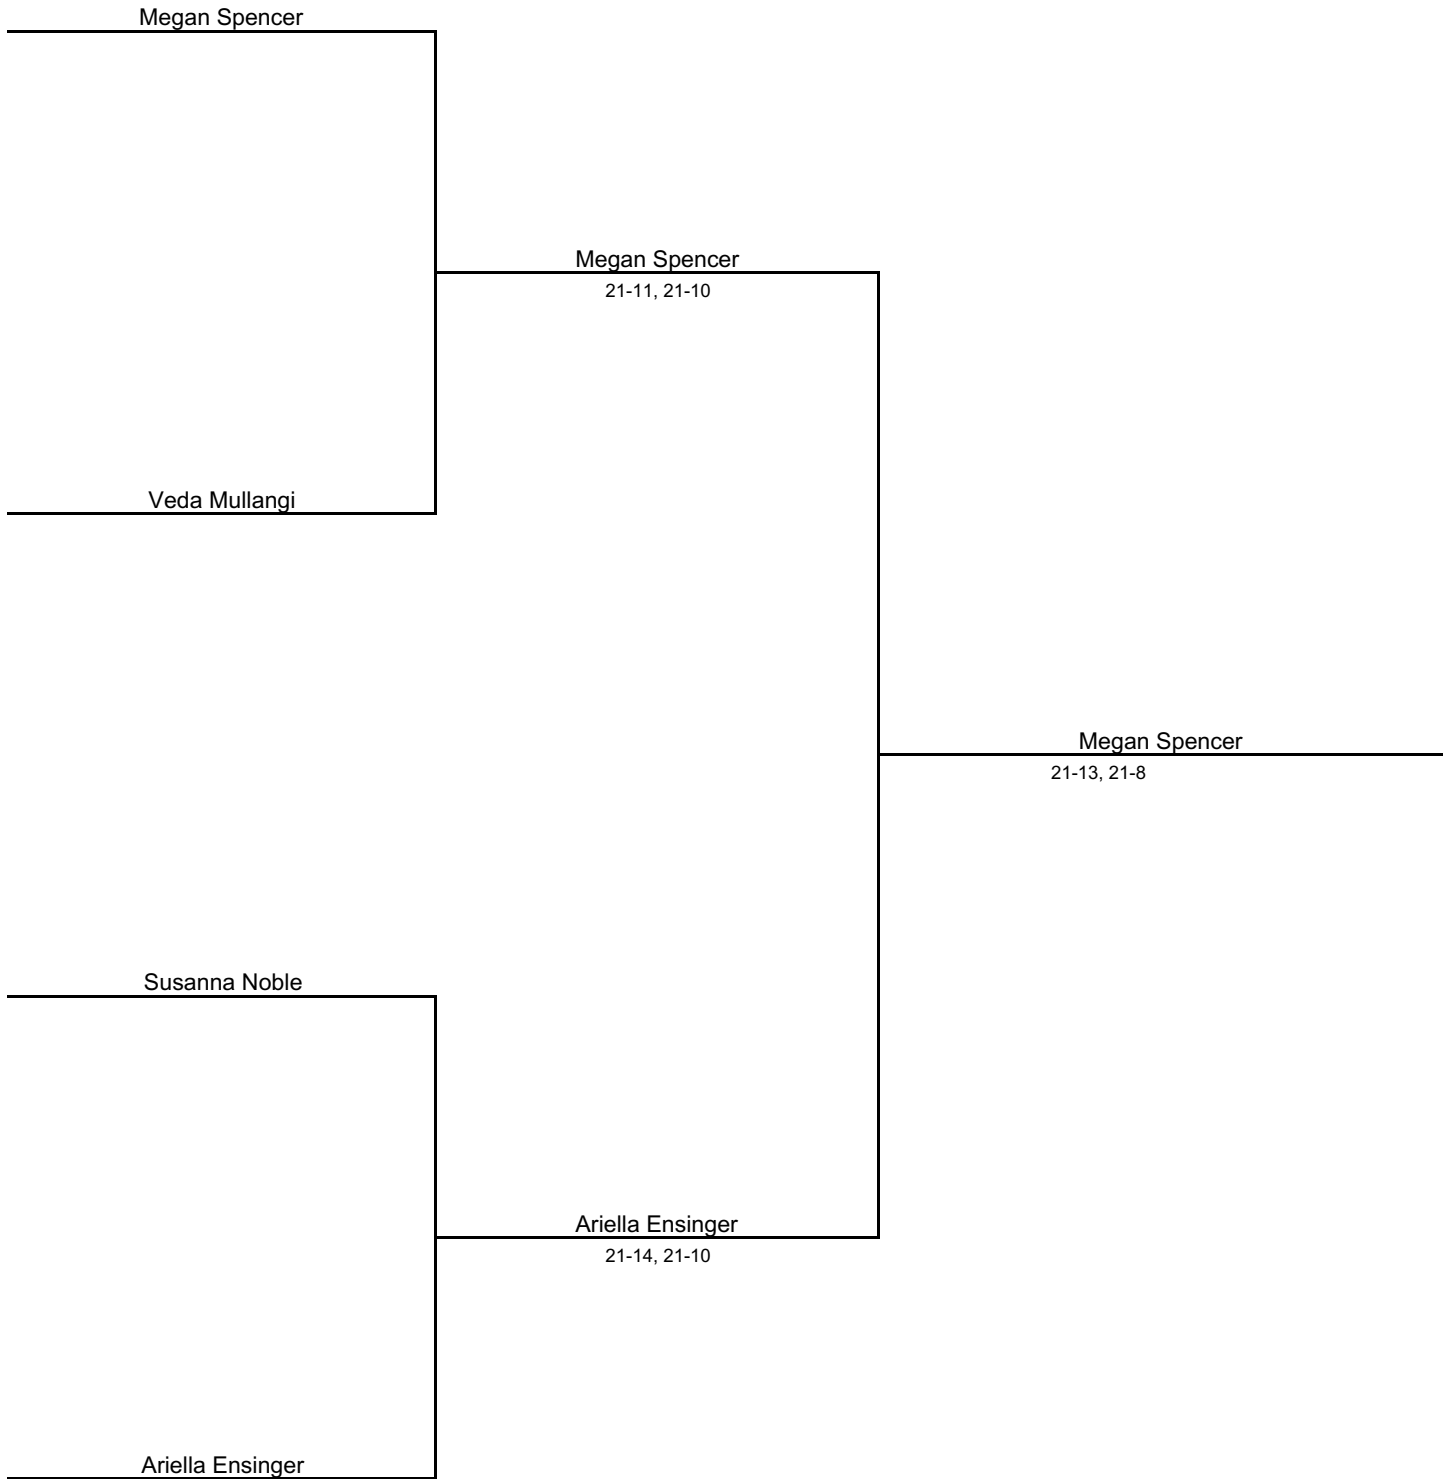 Megan Spencer
Megan Spencer
21-11, 21-10
Veda Mullangi
Megan Spencer
21-13, 21-8
Susanna Noble
Ariella Ensinger
21-14, 21-10
Ariella Ensinger